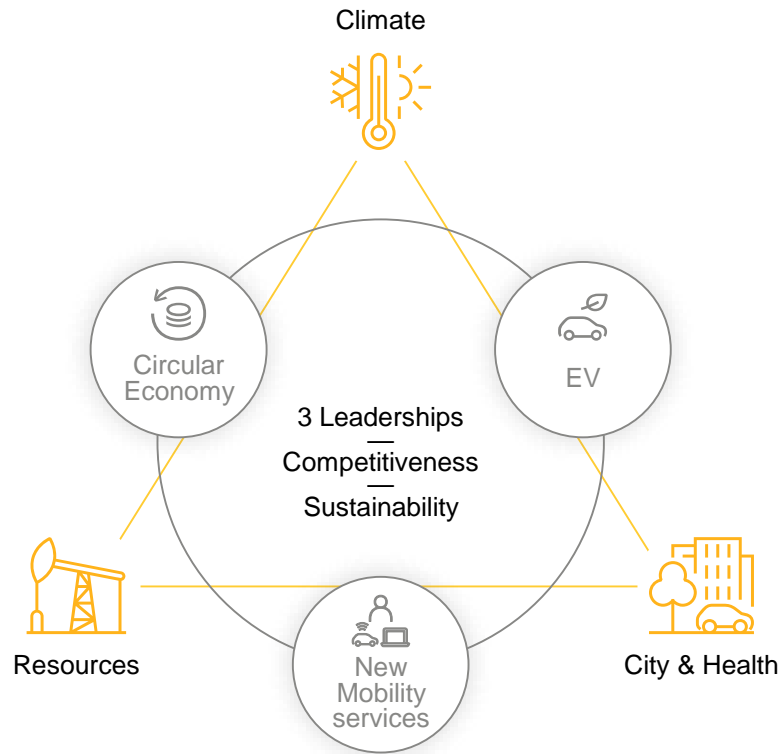 Climate
Circular
Economy
EV
3 Leaderships
Competitiveness
Sustainability
Resources
New
Mobility
services
City & Health